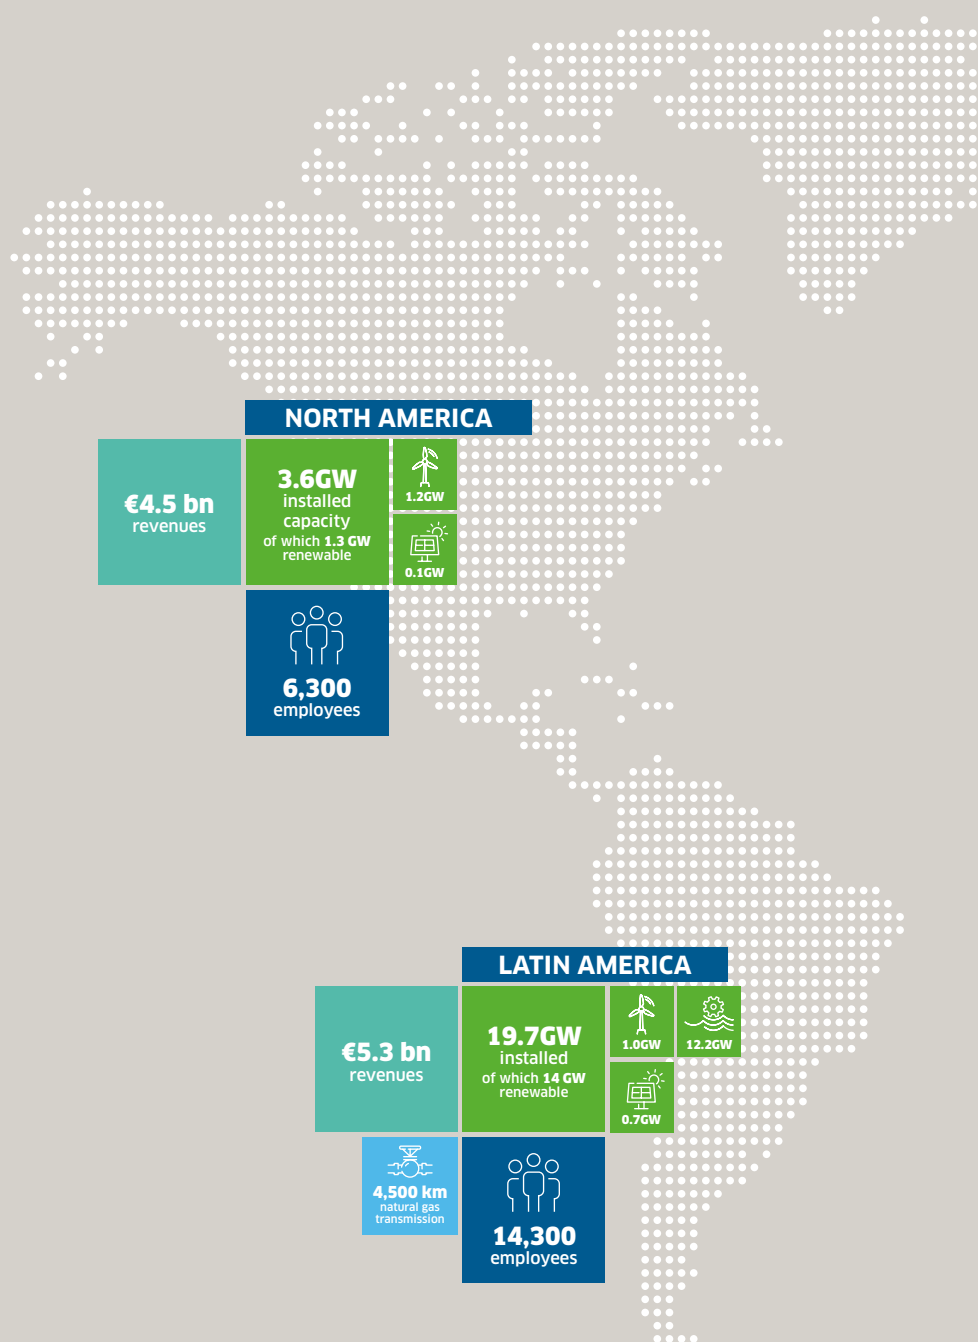 NORTH AMERICA
€4.5 bn
revenues
3.6GW
installed
capacity
of which 1.3 GW
renewable
1.2GW
0.1GW
6,300
employees
LATIN AMERICA
€5.3 bn
revenues
19.7GW
installed
of which 14 GW
renewable
1.0GW
12.2GW
0.7GW
4,500 km
natural gas
transmission
14,300
employees